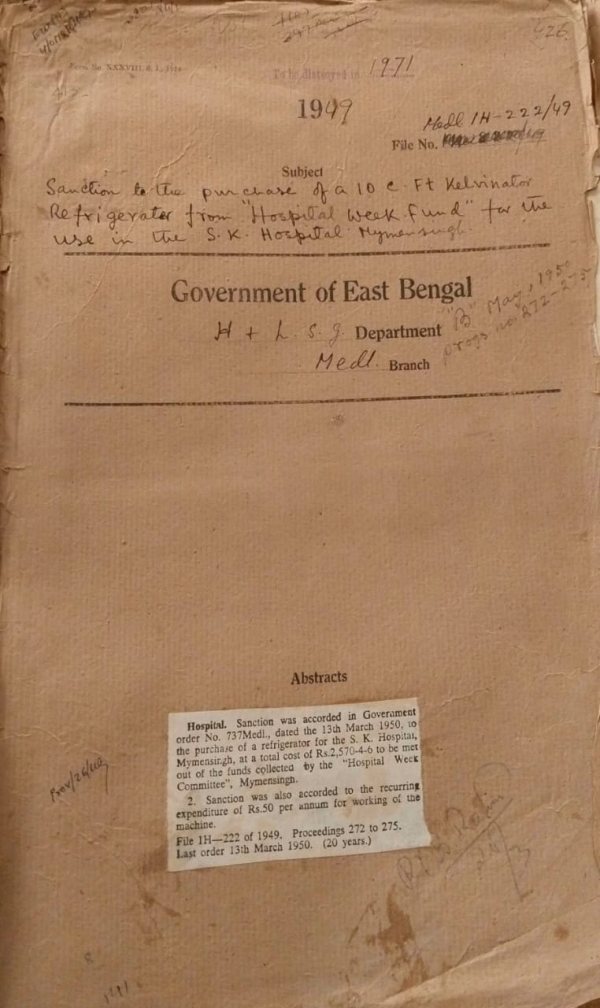 426
To be destroyed in 1971
1949
Medl 1H-222/49
File No.
Subject
Sanction to the purchase of a 10 c. Ft Kelvinator
Refrigerator from "Hospital Week Fund" for the
use in the S. K. Hospital Mymensingh.
Government of East Bengal
H + L. S. G. Department
Medl. Branch
"B" May, 1950
progs no. 272-275
Abstracts
Hospital. Sanction was accorded in Government
order No. 737Medl., dated the 13th March 1950, to
the purchase of a refrigerator for the S. K. Hospital,
Mymensingh, at a total cost of Rs.2,570-4-6 to be met
out of the funds collected by the "Hospital Week
Committee", Mymensingh.
2. Sanction was also accorded to the recurring
expenditure of Rs.50 per annum for working of the
machine.
File 1H—222 of 1949. Proceedings 272 to 275.
Last order 13th March 1950. (20 years.)